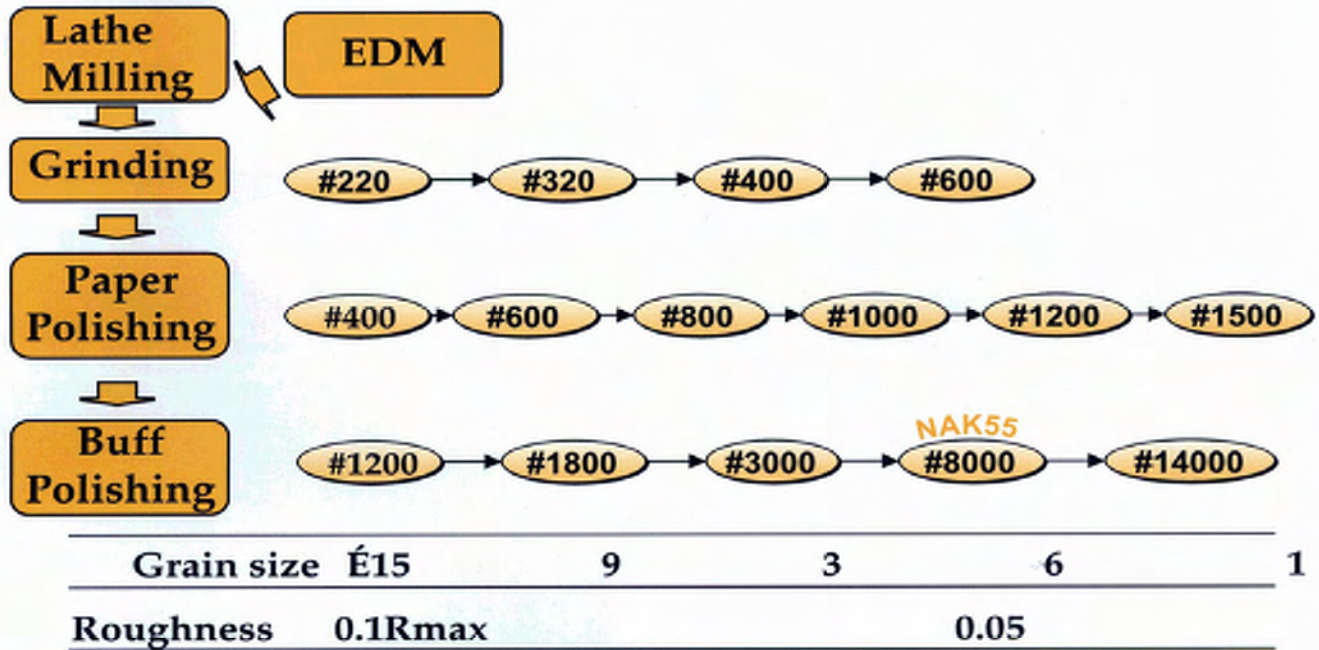 Lathe
Milling
EDM
Grinding
#220 #320 #400 #600
Paper
Polishing
#400 #600 #800 #1000 #1200 #1500
Buff
Polishing
NAK55
#1200 #1800 #3000 #8000 #14000
Grain size É15 9 3 6 1
Roughness 0.1Rmax 0.05